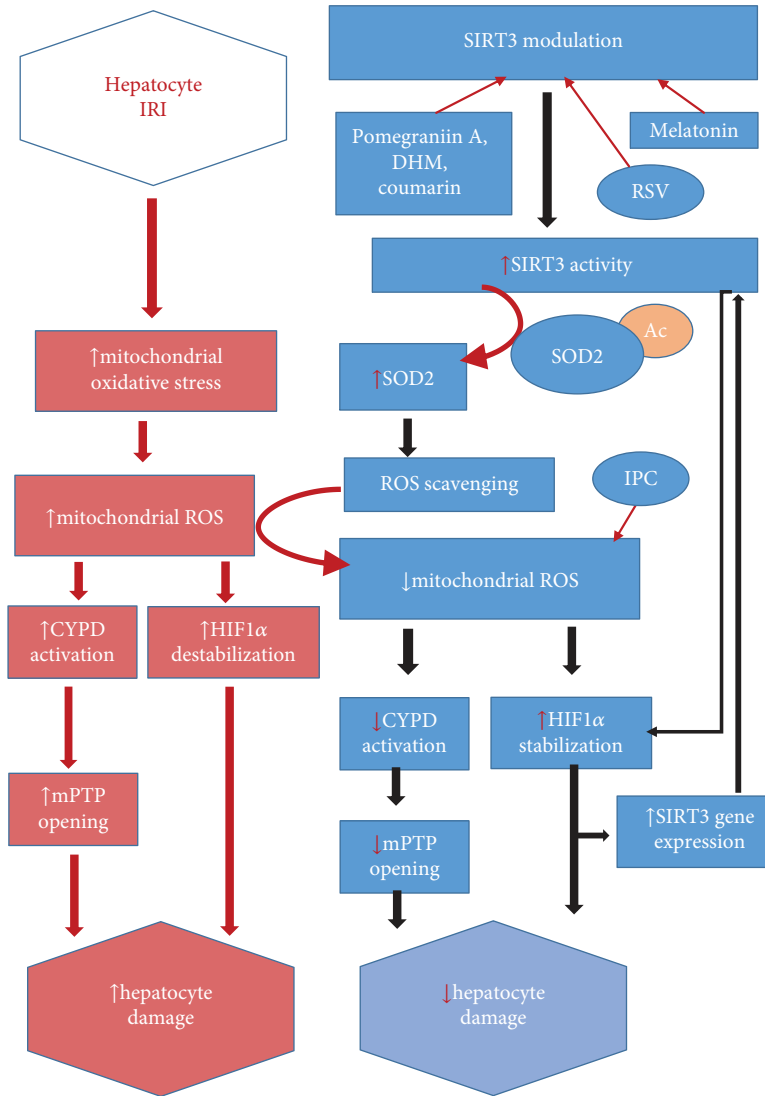 Hepatocyte
IRI
SIRT3 modulation
Pomegraniin A,
DHM,
coumarin
Melatonin
RSV
↑SIRT3 activity
Ac
SOD2
↑SOD2
↑mitochondrial
oxidative stress
ROS scavenging
IPC
↑mitochondrial ROS
↓mitochondrial ROS
↑CYPD
activation
↑HIF1α
destabilization
↓CYPD
activation
↑HIF1α
stabilization
↑mPTP
opening
↑SIRT3 gene
expression
↓mPTP
opening
↑hepatocyte
damage
↓hepatocyte
damage